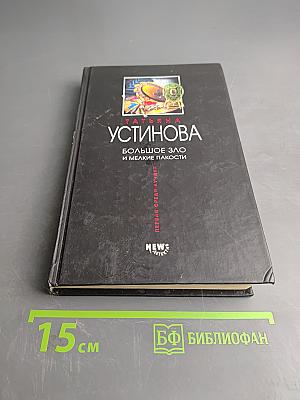 ТАТЬЯНА
УСТИНОВА
БОЛЬШОЕ ЗЛО
И МЕЛКИЕ ПАКОСТИ
ПЕРВАЯ СРЕДИ ЛУЧШИХ
NEWS
15 см
БФ БИБЛИОФАН